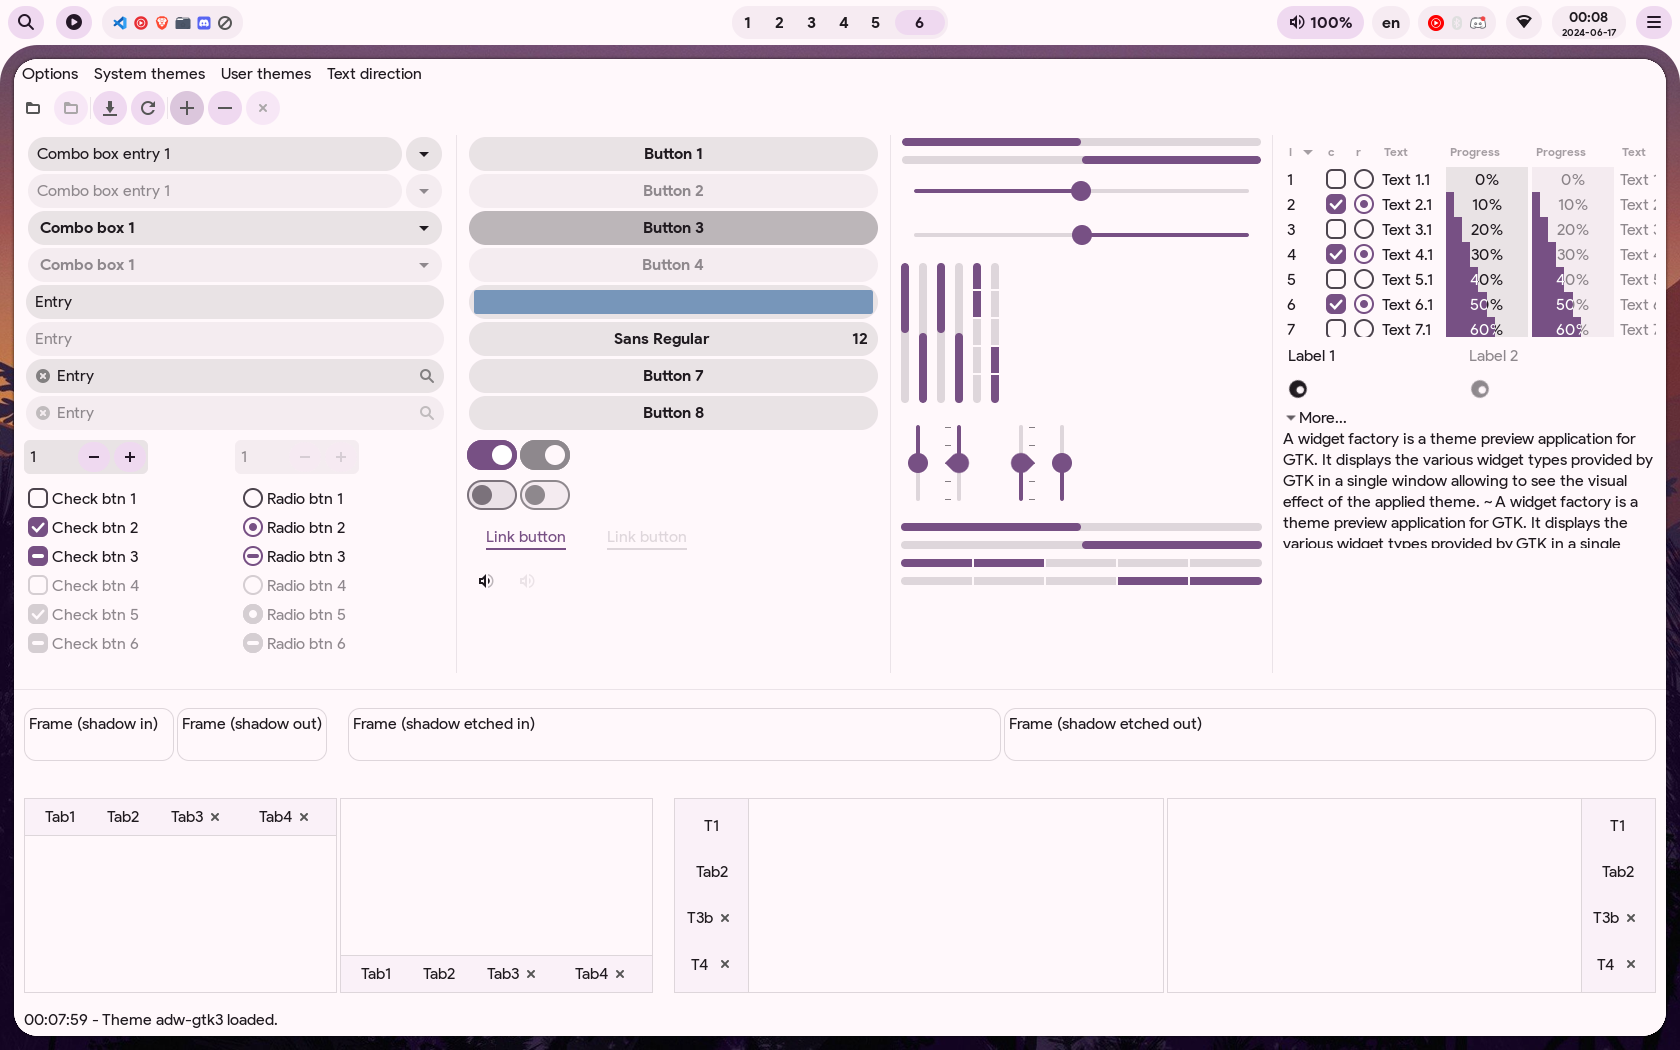 1 2 3 4 5 6
100% en 00:08
2024-06-17
Options System themes User themes Text direction
Combo box entry 1
Combo box entry 1
Combo box 1
Combo box 1
Entry
Entry
Entry
Entry
1 1
Check btn 1 Radio btn 1
Check btn 2 Radio btn 2
Check btn 3 Radio btn 3
Check btn 4 Radio btn 4
Check btn 5 Radio btn 5
Check btn 6 Radio btn 6
Button 1
Button 2
Button 3
Button 4
Sans Regular 12
Button 7
Button 8
Link button Link button
I c r Text Progress Progress Text
1 Text 1.1 0% 0% Text
2 Text 2.1 10% 10% Text
3 Text 3.1 20% 20% Text
4 Text 4.1 30% 30% Text
5 Text 5.1 40% 40% Text
6 Text 6.1 50% 50% Text
7 Text 7.1 60% 60% Text
Label 1 Label 2
More...
A widget factory is a theme preview application for
GTK. It displays the various widget types provided by
GTK in a single window allowing to see the visual
effect of the applied theme. ~ A widget factory is a
theme preview application for GTK. It displays the
various widget types provided by GTK in a single
Frame (shadow in) Frame (shadow out) Frame (shadow etched in) Frame (shadow etched out)
Tab1 Tab2 Tab3 Tab4
Tab1 Tab2 Tab3 Tab4
T1
Tab2
T3b
T4
T1
Tab2
T3b
T4
00:07:59 - Theme adw-gtk3 loaded.